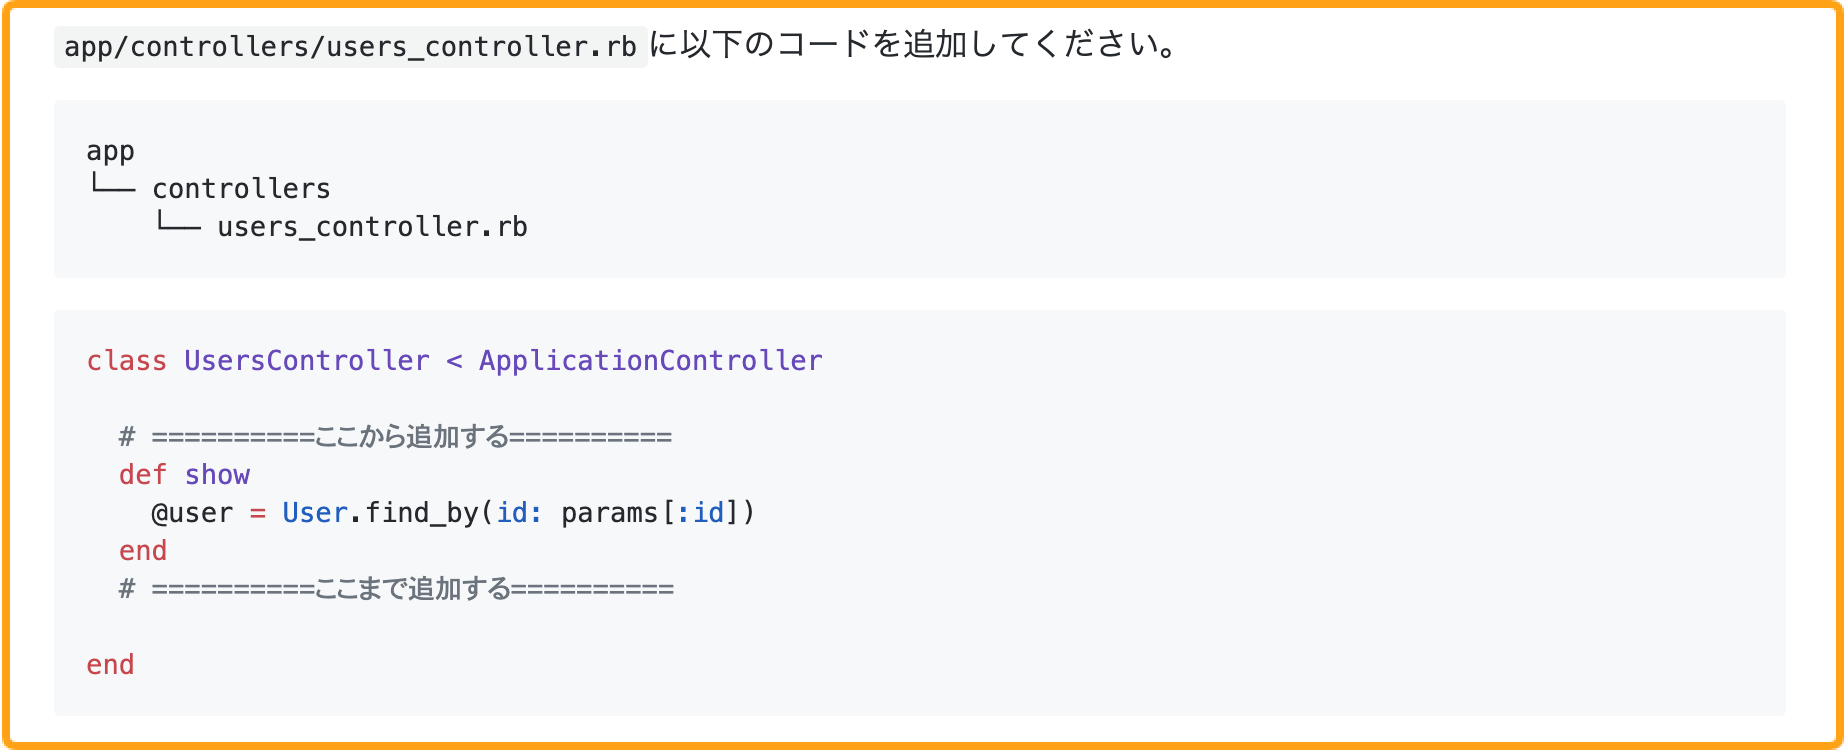 app/controllers/users_controller.rbに以下のコードを追加してください。
app
└── controllers
    └── users_controller.rb
class UsersController < ApplicationController
  # ==========ここから追加する==========
  def show
    @user = User.find_by(id: params[:id])
  end
  # ==========ここまで追加する==========
end